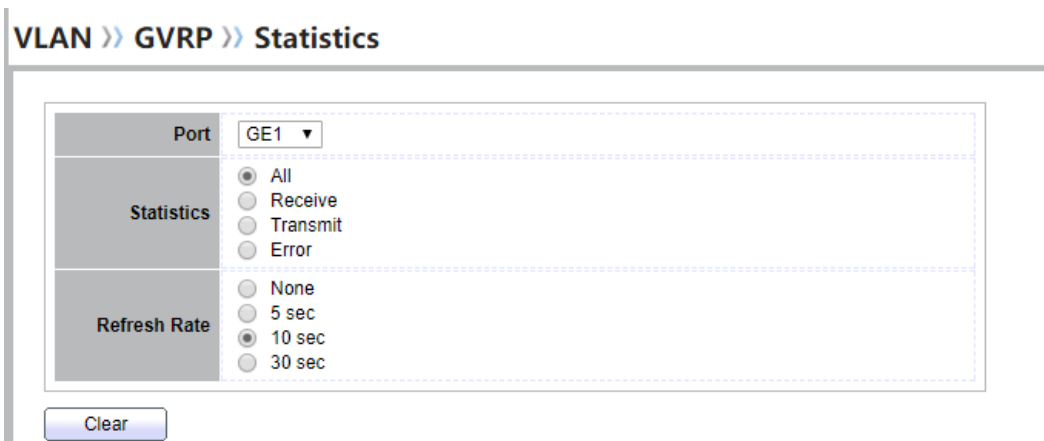 VLAN》GVRP》Statistics
Port GE1
Statistics
All
Receive
Transmit
Error
Refresh Rate
None
5 sec
10 sec
30 sec
Clear